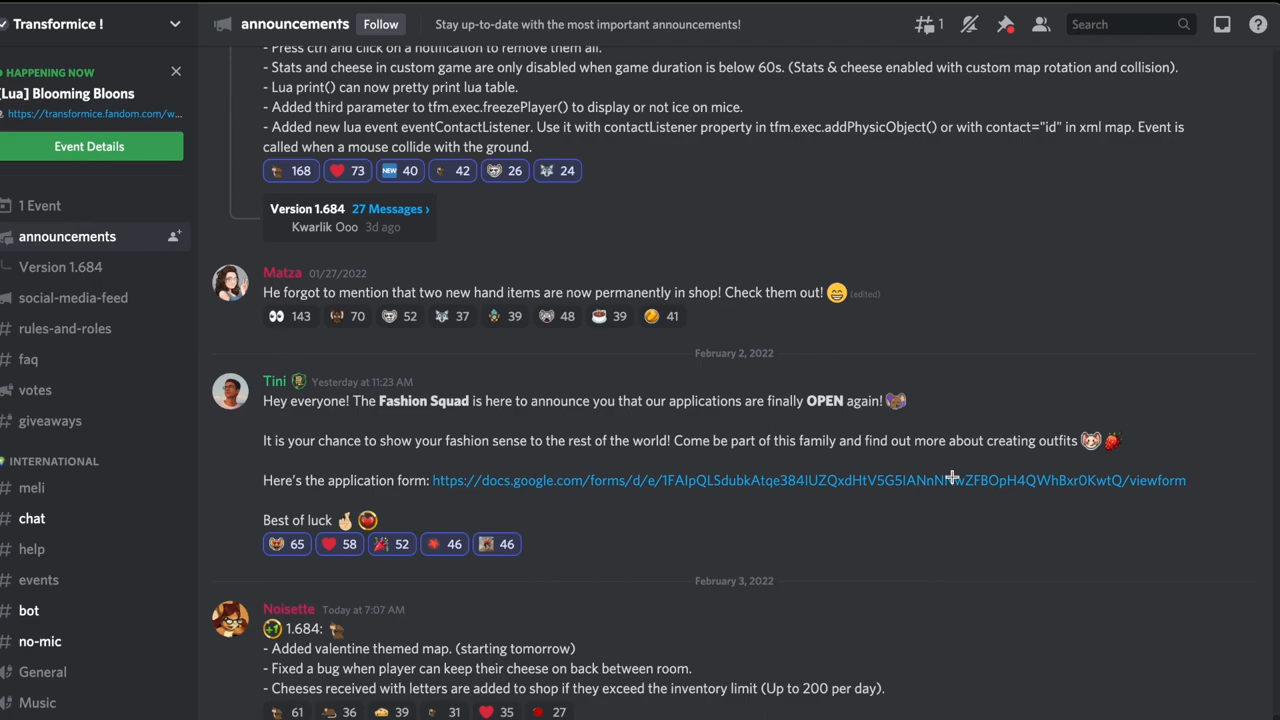 Transformice !
announcements
Follow
Stay up-to-date with the most important announcements!
1
Search
HAPPENING NOW
[Lua] Blooming Bloons
https://transformice.fandom.com/w...
Event Details
1 Event
announcements
Version 1.684
social-media-feed
rules-and-roles
faq
votes
giveaways
INTERNATIONAL
meli
chat
help
events
bot
no-mic
General
Music
- Press ctrl and click on a notification to remove them all.
- Stats and cheese in custom game are only disabled when game duration is below 60s. (Stats & cheese enabled with custom map rotation and collision).
- Lua print() can now pretty print lua table.
- Added third parameter to tfm.exec.freezePlayer() to display or not ice on mice.
- Added new lua event eventContactListener. Use it with contactListener property in tfm.exec.addPhysicObject() or with contact="id" in xml map. Event is
called when a mouse collide with the ground.
168 73 NEW 40 42 26 24
Version 1.684 27 Messages ›
Kwarlik Ooo 3d ago
Matza 01/27/2022
He forgot to mention that two new hand items are now permanently in shop! Check them out! 😁 (edited)
143 70 52 37 39 48 39 41
February 2, 2022
Tini Yesterday at 11:23 AM
Hey everyone! The Fashion Squad is here to announce you that our applications are finally OPEN again!
It is your chance to show your fashion sense to the rest of the world! Come be part of this family and find out more about creating outfits
Here's the application form:
Best of luck
65 58 52 46 46
February 3, 2022
Noisette Today at 7:07 AM
+1 1.684:
- Added valentine themed map. (starting tomorrow)
- Fixed a bug when player can keep their cheese on back between room.
- Cheeses received with letters are added to shop if they exceed the inventory limit (Up to 200 per day).
61 36 39 31 35 27